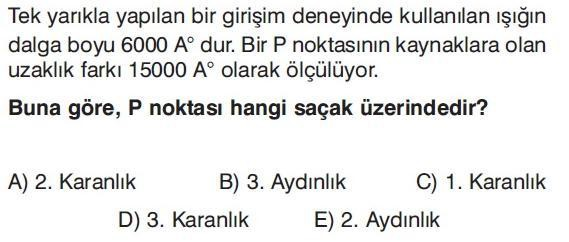 Tek yarıkla yapılan bir girişim deneyinde kullanılan ışığın
dalga boyu 6000 A° dur. Bir P noktasının kaynaklara olan
uzaklık farkı 15000 A° olarak ölçülüyor.
Buna göre, P noktası hangi saçak üzerindedir?
A) 2. Karanlık B) 3. Aydınlık C) 1. Karanlık
D) 3. Karanlık E) 2. Aydınlık